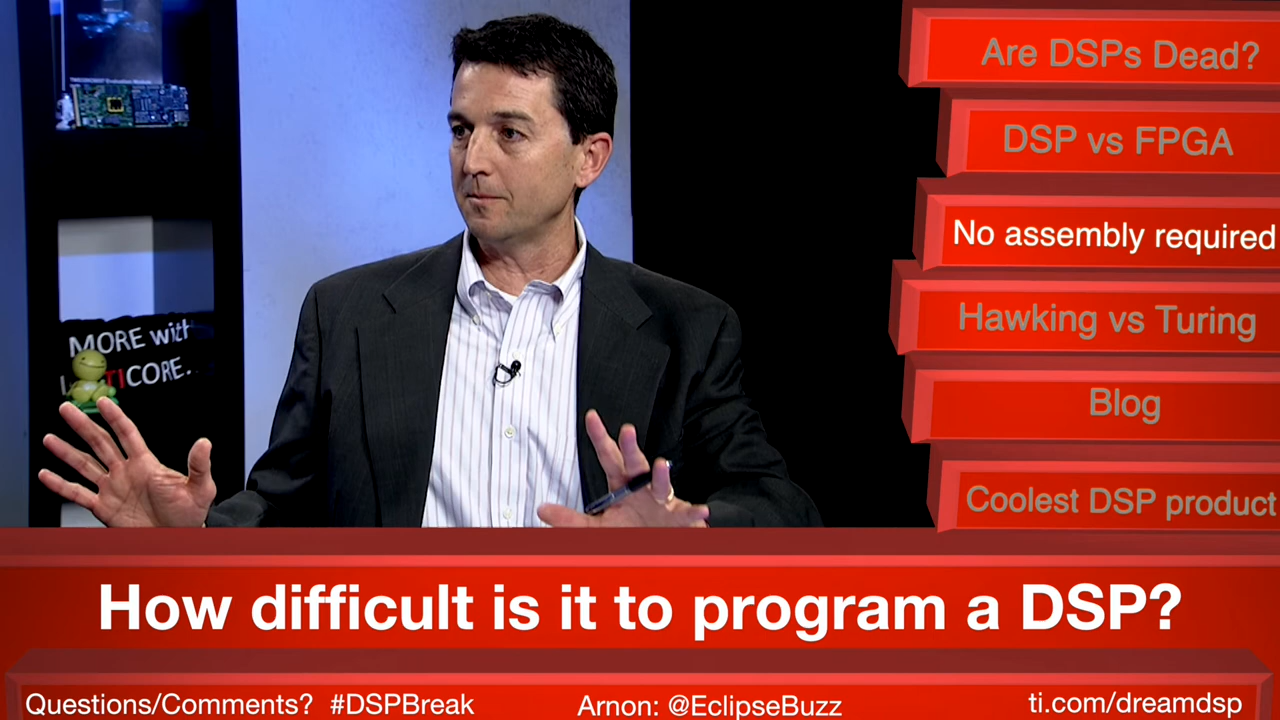 Are DSPs Dead?
DSP vs FPGA
No assembly required
Hawking vs Turing
Blog
Coolest DSP product
MORE with
TICORE.
How difficult is it to program a DSP?
Questions/Comments? #DSPBreak
Arnon: @EclipseBuzz
ti.com/dreamdsp